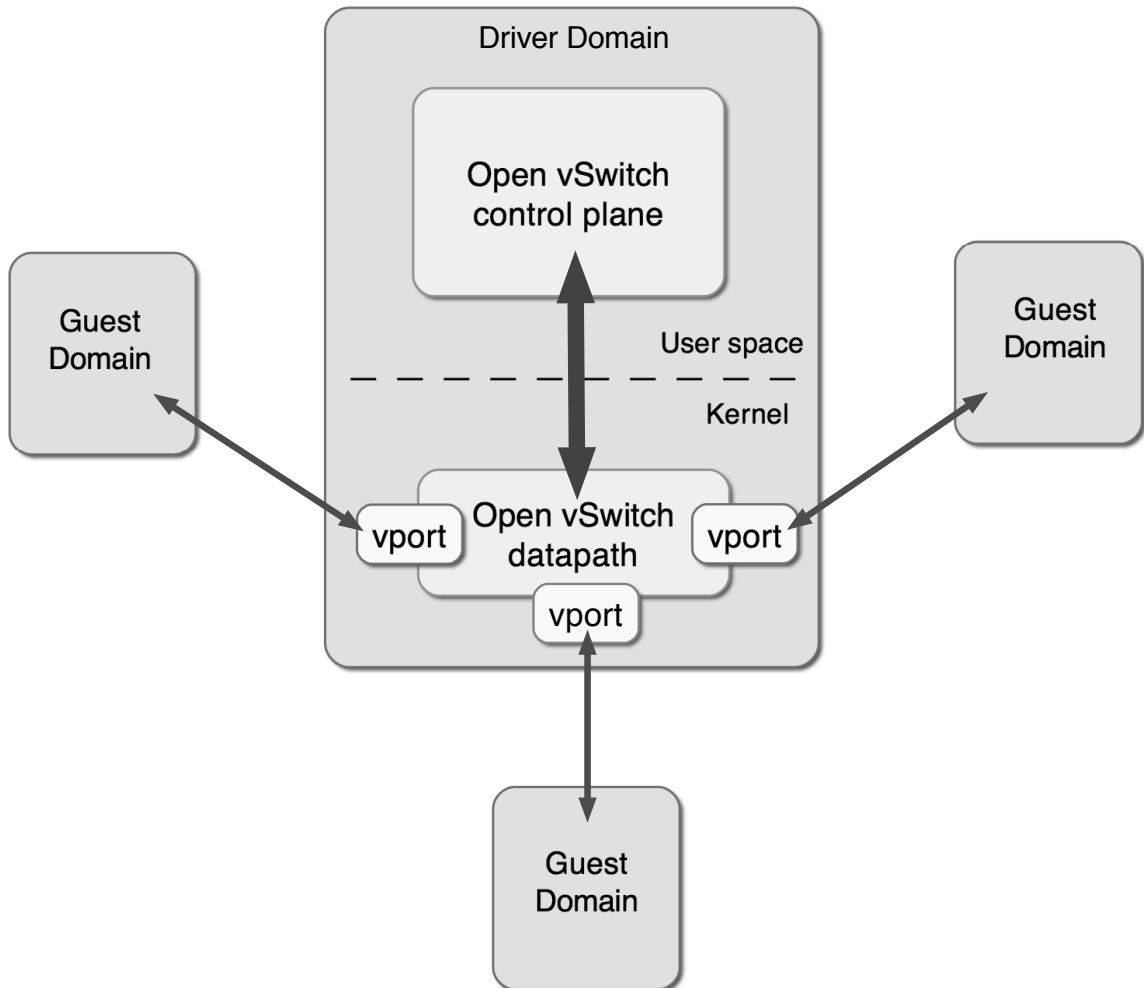 Driver Domain
Open vSwitch
control plane
Guest
Domain
Guest
Domain
User space
Kernel
vport
Open vSwitch
datapath
vport
vport
Guest
Domain